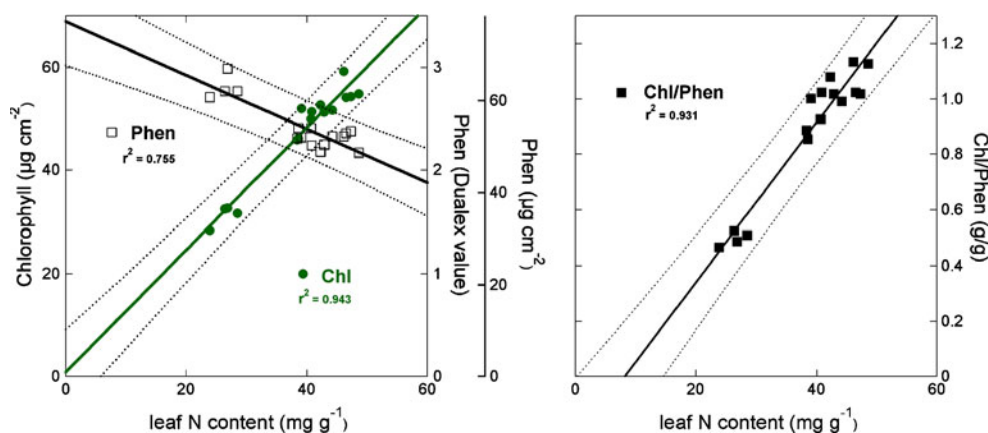 Chlorophyll (µg cm-2)
60
40
20
0
Phen
r2 = 0.755
Chl
r2 = 0.943
0 20 40 60
leaf N content (mg g-1)
3
2
1
0
Phen (Dualex value)
60
40
20
0
Phen (µg cm-2)
Chl/Phen
r2 = 0.931
0 20 40 60
leaf N content (mg g-1)
1.2
1.0
0.8
0.6
0.4
0.2
0
Chl/Phen (g/g)